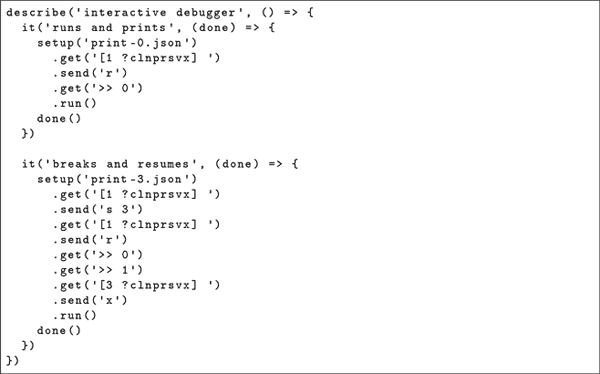 describe('interactive debugger', () => {
  it('runs and prints', (done) => {
    setup('print-0.json')
      .get('[1 ?clnprsvx] ')
      .send('r')
      .get('>> 0')
      .run()
    done()
  })

  it('breaks and resumes', (done) => {
    setup('print-3.json')
      .get('[1 ?clnprsvx] ')
      .send('s 3')
      .get('[1 ?clnprsvx] ')
      .send('r')
      .get('>> 0')
      .get('>> 1')
      .get('[3 ?clnprsvx] ')
      .send('x')
      .run()
    done()
  })
})